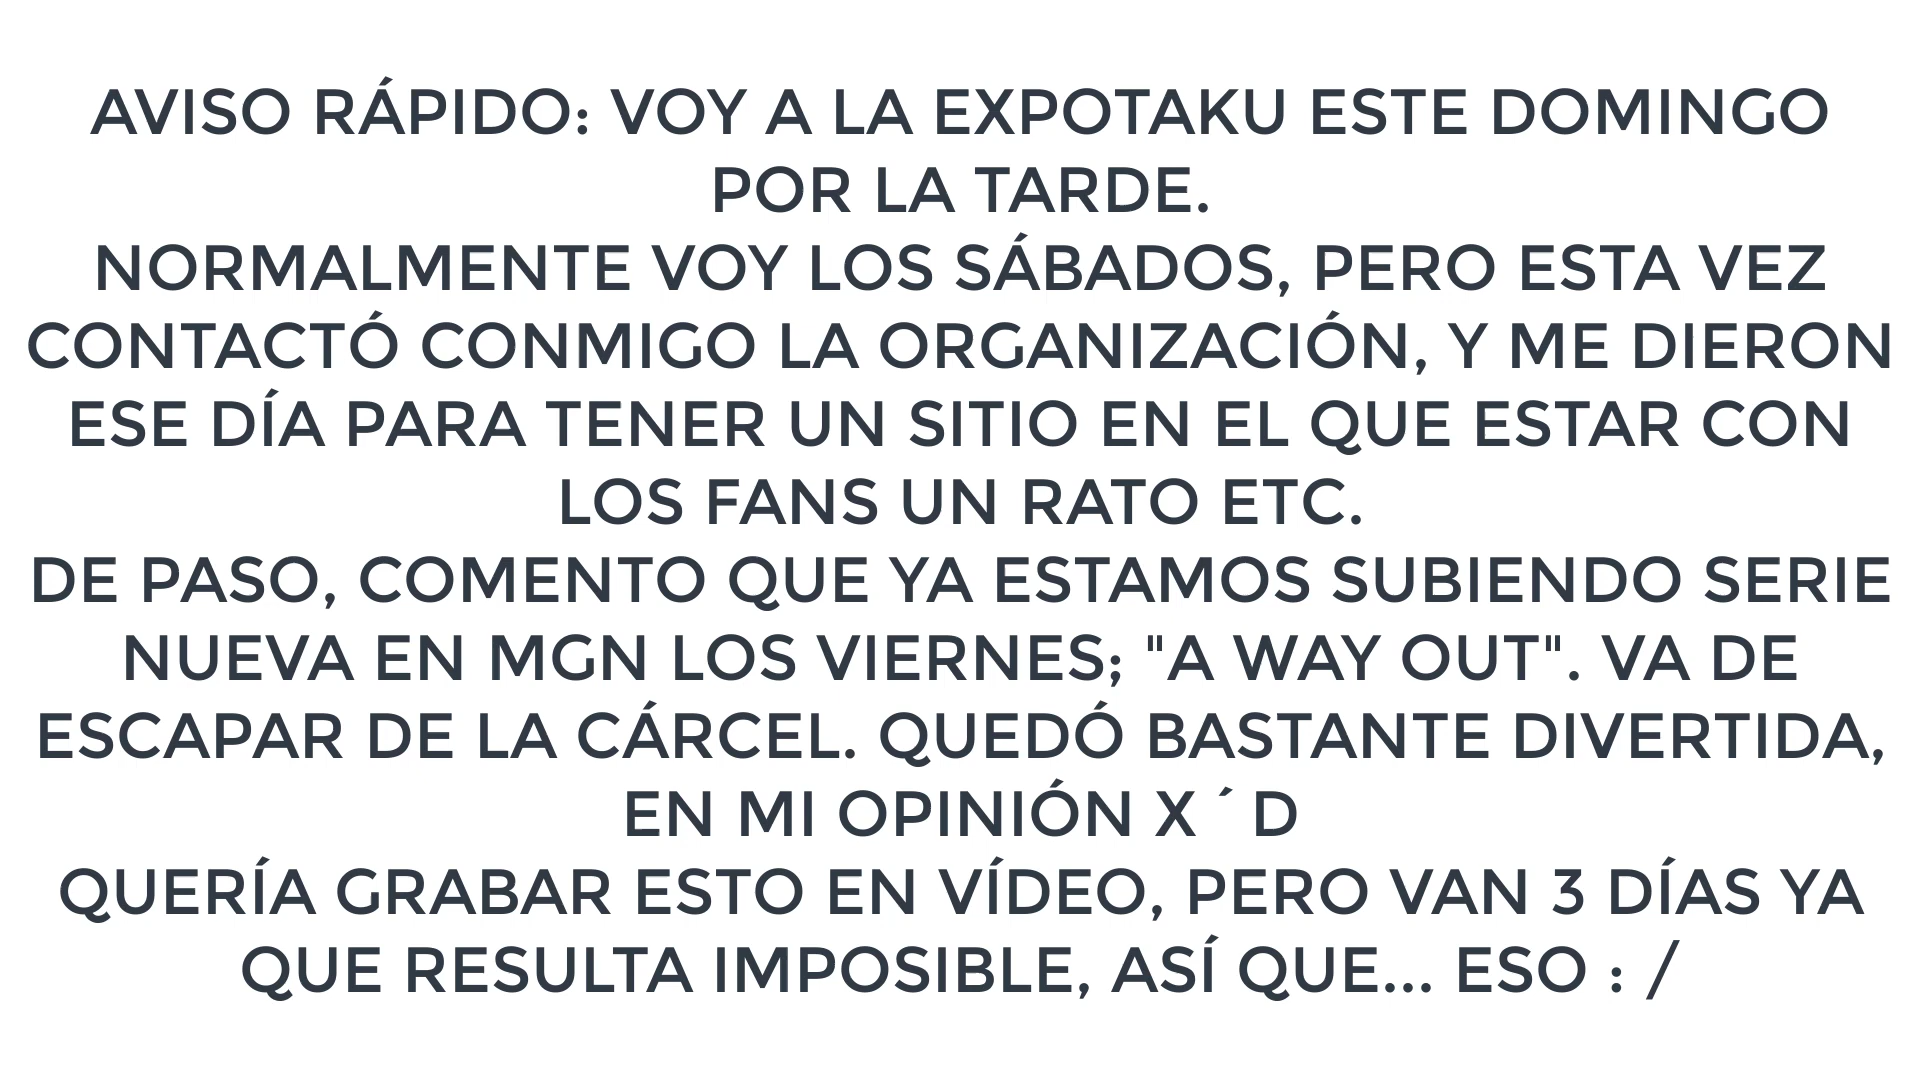 AVISO RÁPIDO: VOY A LA EXPOTAKU ESTE DOMINGO
POR LA TARDE.
NORMALMENTE VOY LOS SÁBADOS, PERO ESTA VEZ
CONTACTÓ CONMIGO LA ORGANIZACIÓN, Y ME DIERON
ESE DÍA PARA TENER UN SITIO EN EL QUE ESTAR CON
LOS FANS UN RATO ETC.
DE PASO, COMENTO QUE YA ESTAMOS SUBIENDO SERIE
NUEVA EN MGN LOS VIERNES; "A WAY OUT". VA DE
ESCAPAR DE LA CÁRCEL. QUEDÓ BASTANTE DIVERTIDA,
EN MI OPINIÓN X ´ D
QUERÍA GRABAR ESTO EN VÍDEO, PERO VAN 3 DÍAS YA
QUE RESULTA IMPOSIBLE, ASÍ QUE... ESO : /